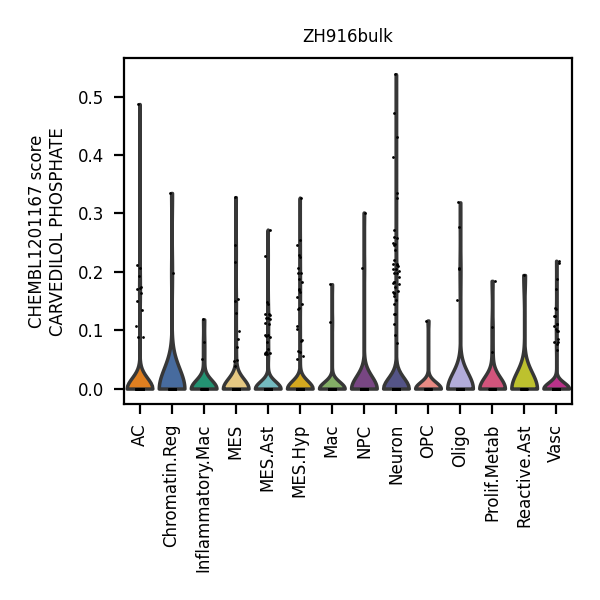 ZH916bulk
CHEMBL1201167 score
CARVEDILOL PHOSPHATE
0.5
0.4
0.3
0.2
0.1
0.0
AC
Chromatin.Reg
Inflammatory.Mac
MES
MES.Ast
MES.Hyp
Mac
NPC
Neuron
OPC
Oligo
Prolif.Metab
Reactive.Ast
Vasc